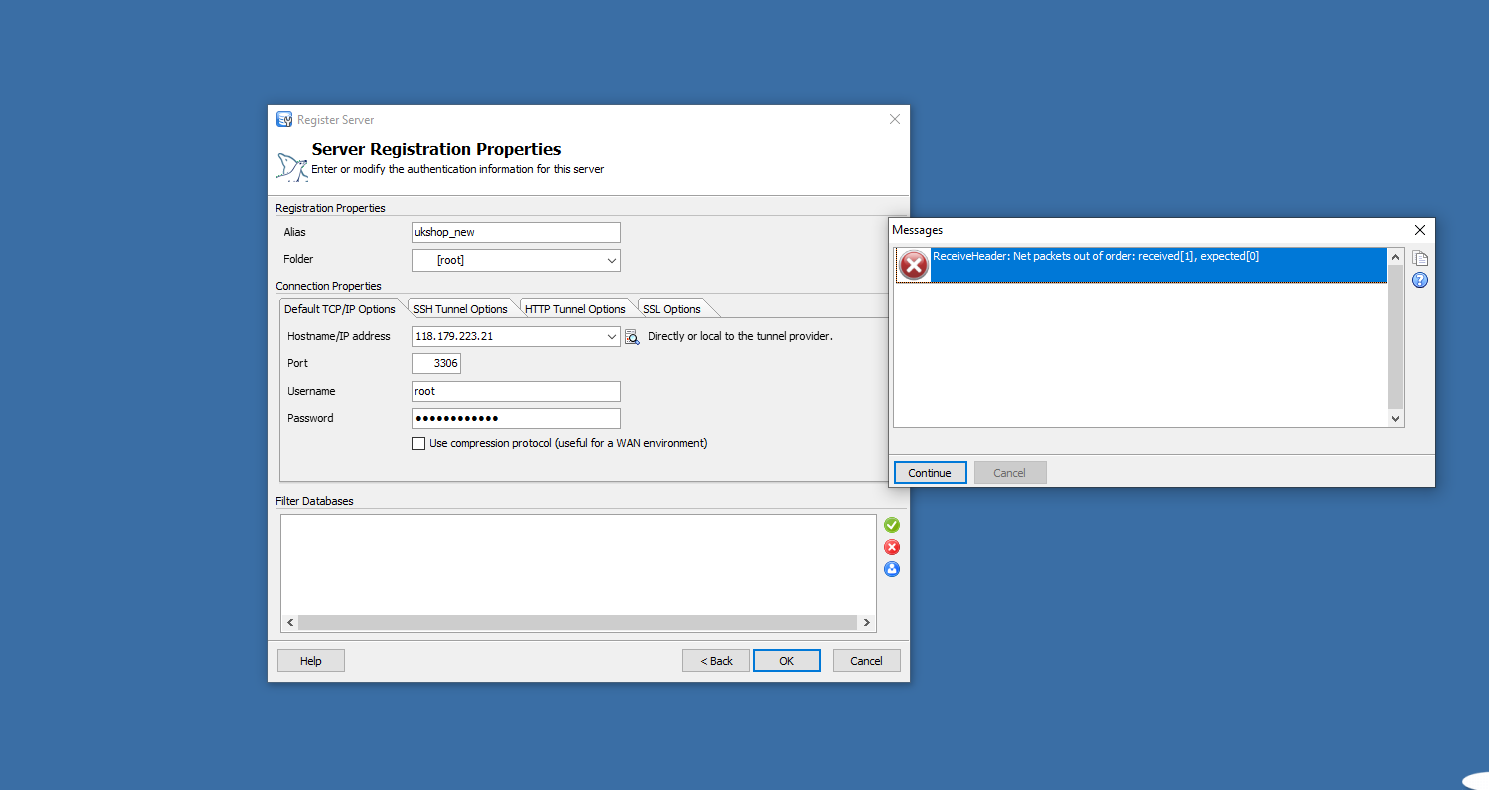 Register Server
Server Registration Properties
Enter or modify the authentication information for this server
Registration Properties
Alias
ukshop_new
Folder
[root]
Connection Properties
Default TCP/IP Options
SSH Tunnel Options
HTTP Tunnel Options
SSL Options
Hostname/IP address
118.179.223.21
Directly or local to the tunnel provider.
Port
3306
Username
root
Password
••••••••••••
Use compression protocol (useful for a WAN environment)
Filter Databases
Help
< Back
OK
Cancel
Messages
ReceiveHeader: Net packets out of order: received[1], expected[0]
Continue
Cancel